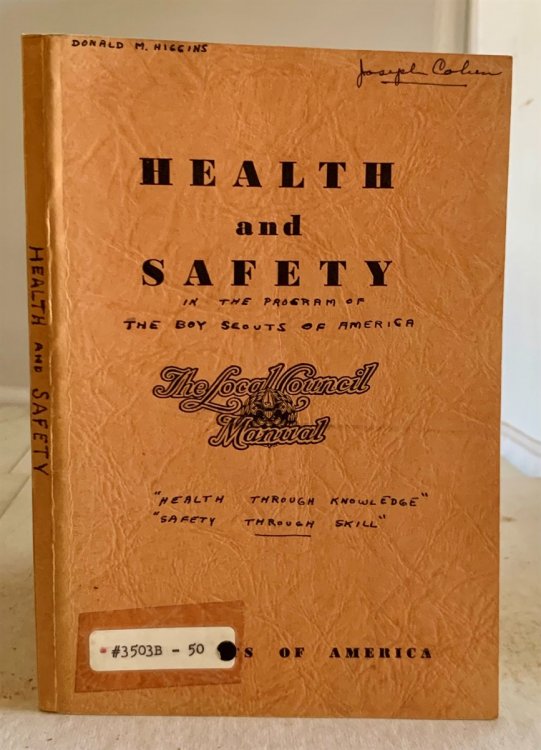 DONALD M. HIGGINS
Joseph Cohen
HEALTH
and
SAFETY
IN THE PROGRAM OF
THE BOY SCOUTS OF AMERICA
The Local Council
Manual
"HEALTH THROUGH KNOWLEDGE"
"SAFETY THROUGH SKILL"
#3503B - 50
S OF AMERICA
HEALTH AND SAFETY